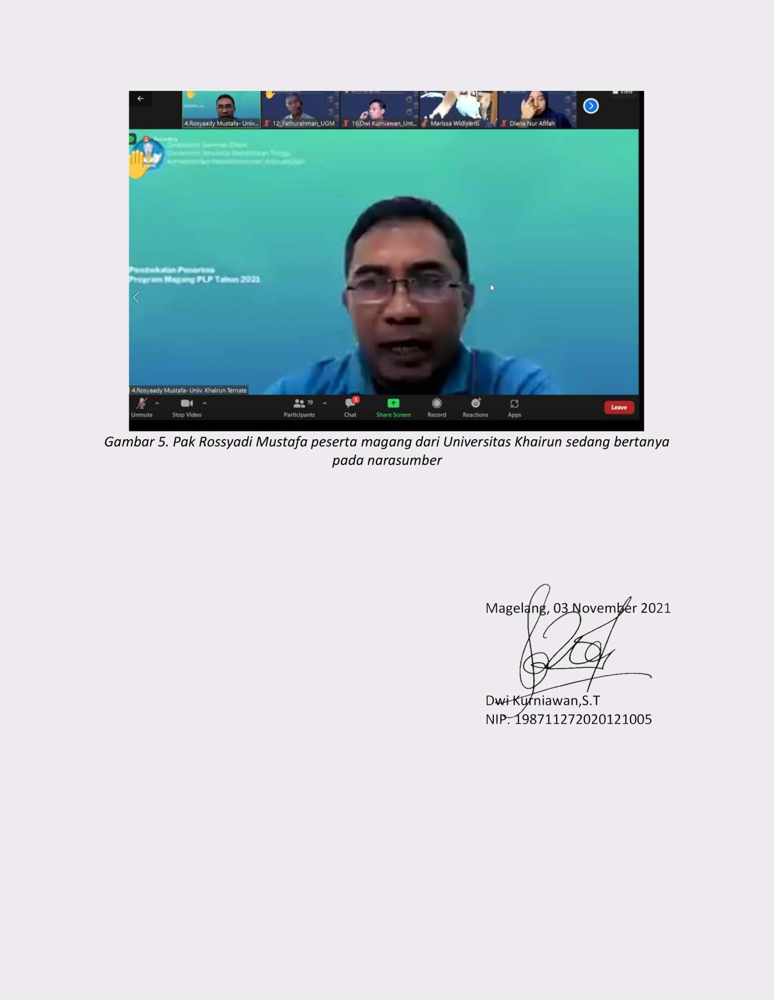 View
4.Rosyaady Mustafa- Univ...
12_Fathurahman_UGM
16.Dwi Kurniawan_Unt...
Marissa Widiyanti
Diana Nur Afifah
Recording
Pembekalan Penerima
Program Magang PLP Tahun 2021
4.Rosyaady Mustafa- Univ. Khairun Ternate
19
1
Unmute
Stop Video
Participants
Chat
Share Screen
Record
Reactions
Apps
Leave
Gambar 5. Pak Rossyadi Mustafa peserta magang dari Universitas Khairun sedang bertanya
pada narasumber
Magelang, 03 November 2021
Dwi Kurniawan,S.T
NIP. 198711272020121005